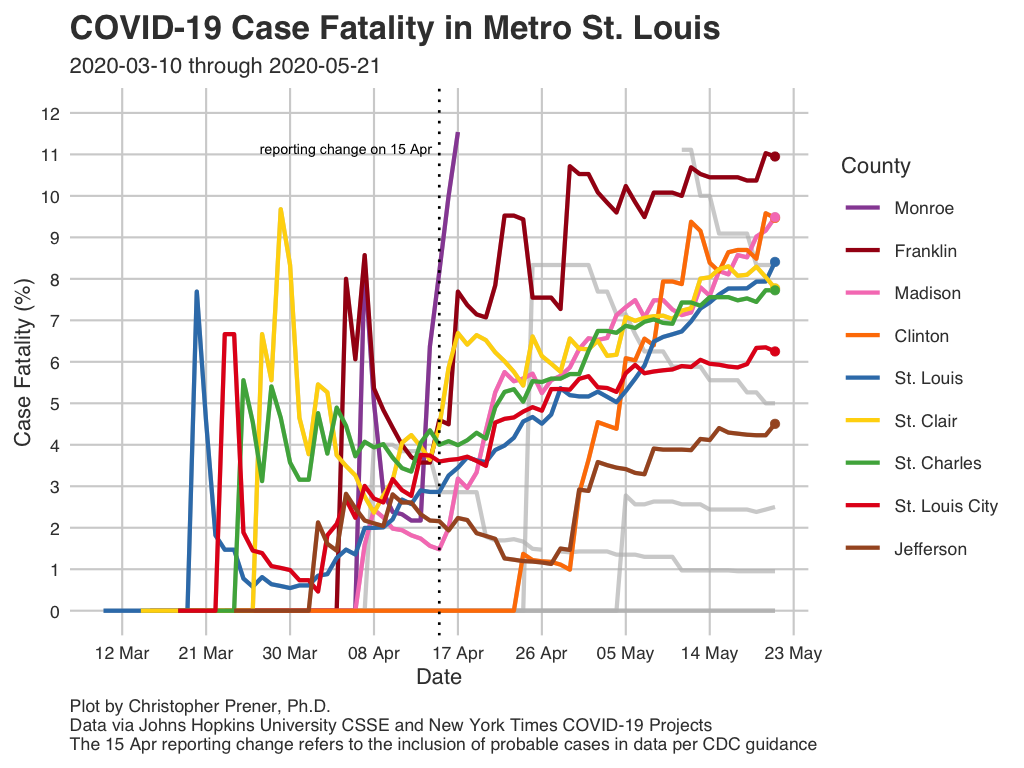 COVID-19 Case Fatality in Metro St. Louis
2020-03-10 through 2020-05-21
12
11
10
9
8
7
6
5
4
3
2
1
0
Case Fatality (%)
reporting change on 15 Apr
12 Mar
21 Mar
30 Mar
08 Apr
17 Apr
26 Apr
05 May
14 May
23 May
Date
County
Monroe
Franklin
Madison
Clinton
St. Louis
St. Clair
St. Charles
St. Louis City
Jefferson
Plot by Christopher Prener, Ph.D.
Data via Johns Hopkins University CSSE and New York Times COVID-19 Projects
The 15 Apr reporting change refers to the inclusion of probable cases in data per CDC guidance